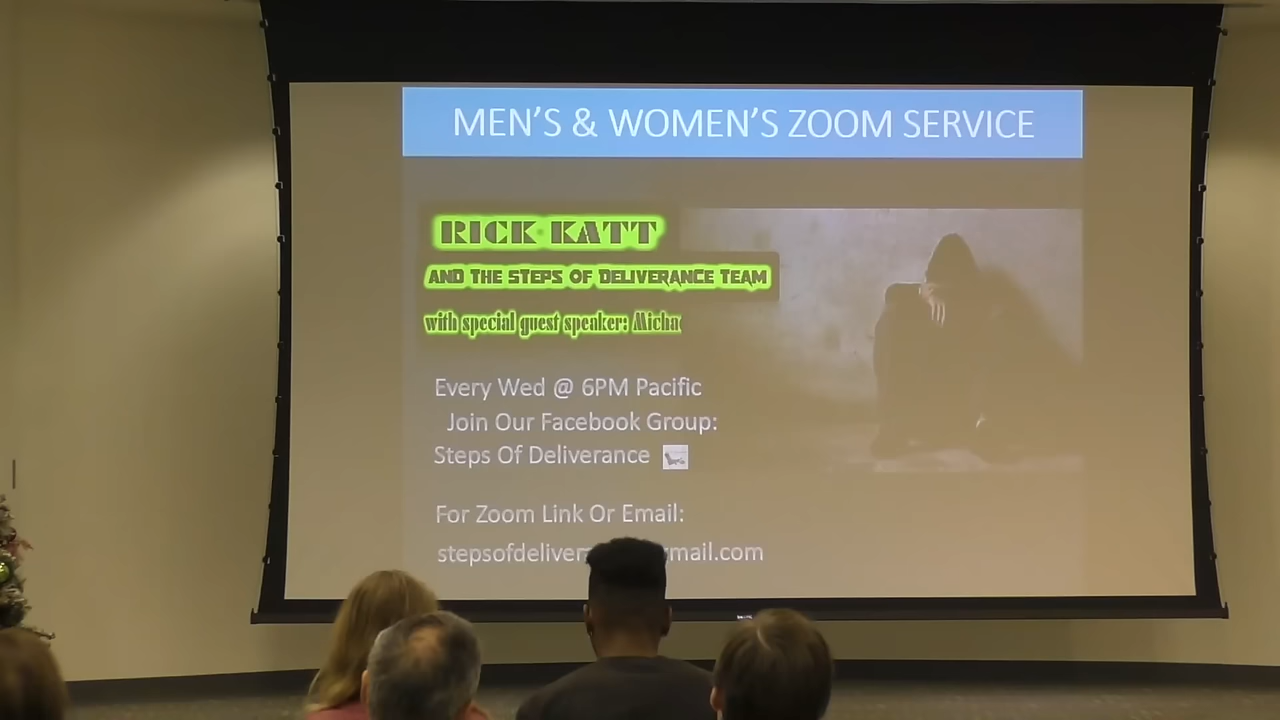 MEN'S & WOMEN'S ZOOM SERVICE
RICK KATT
AND THE STEPS OF DELIVERANCE TEAM
with special guest speaker: Micha
Every Wed @ 6PM Pacific
Join Our Facebook Group:
Steps Of Deliverance
For Zoom Link Or Email: